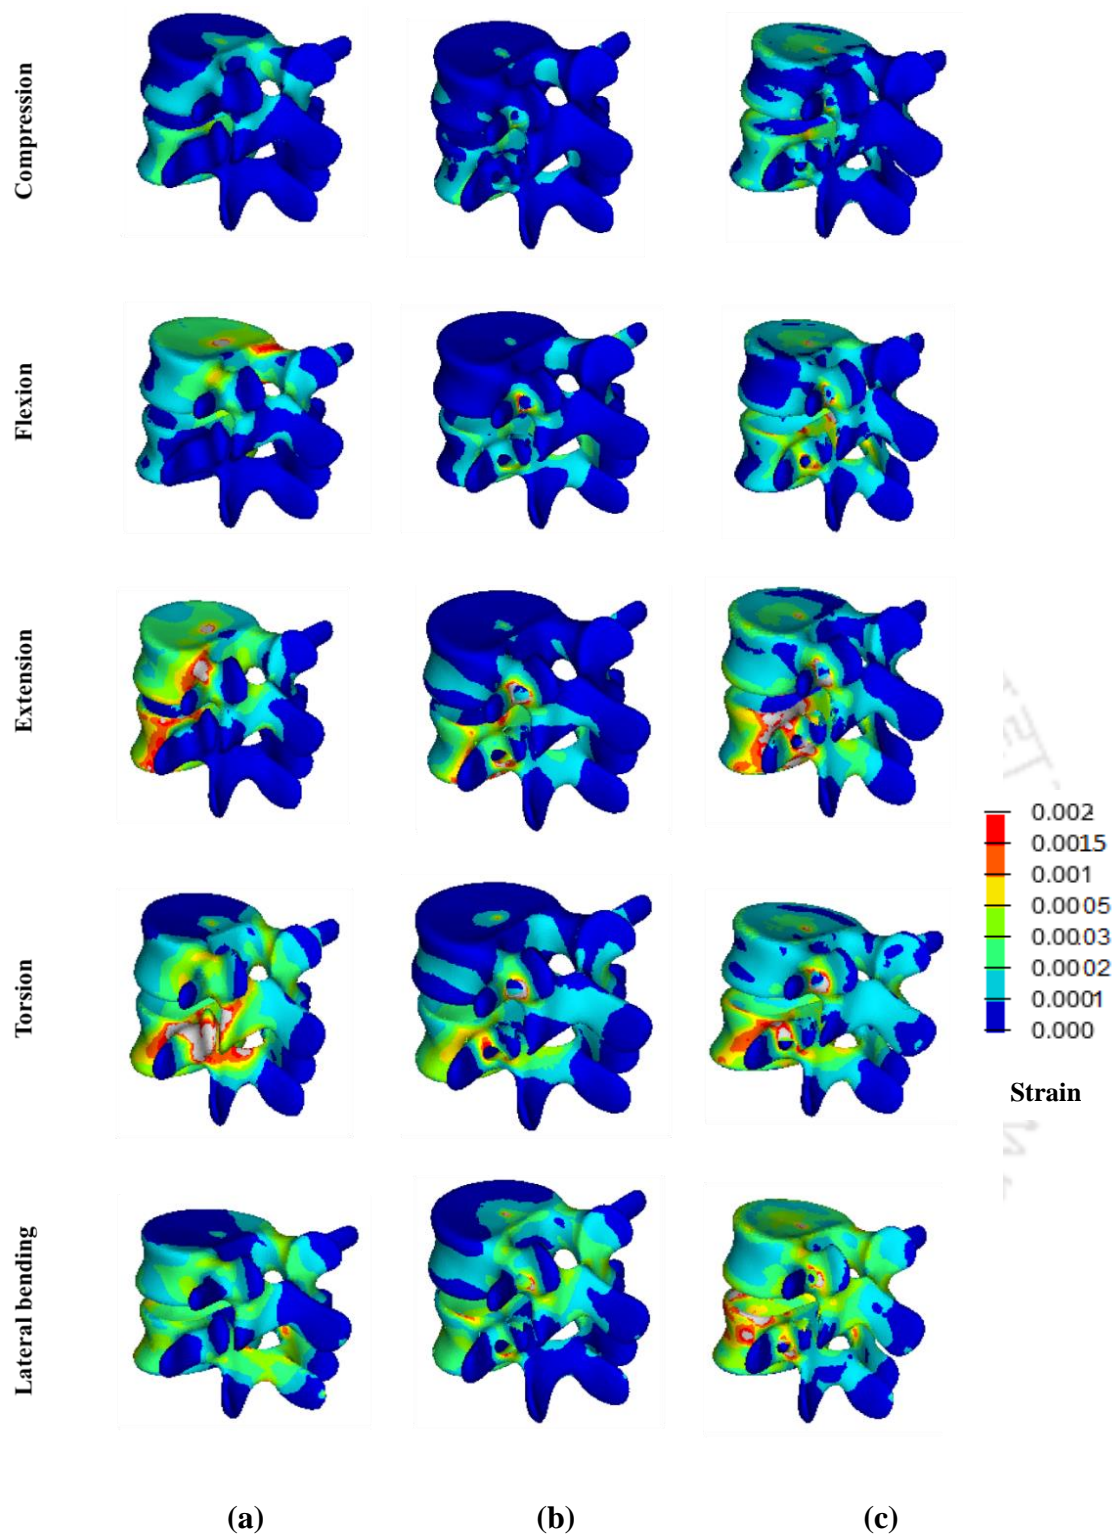 Compression
Flexion
Extension
0.002
0.0015
0.001
0.0005
0.0003
0.0002
0.0001
0.000
Torsion
Strain
Lateral bending
(a) (b) (c)